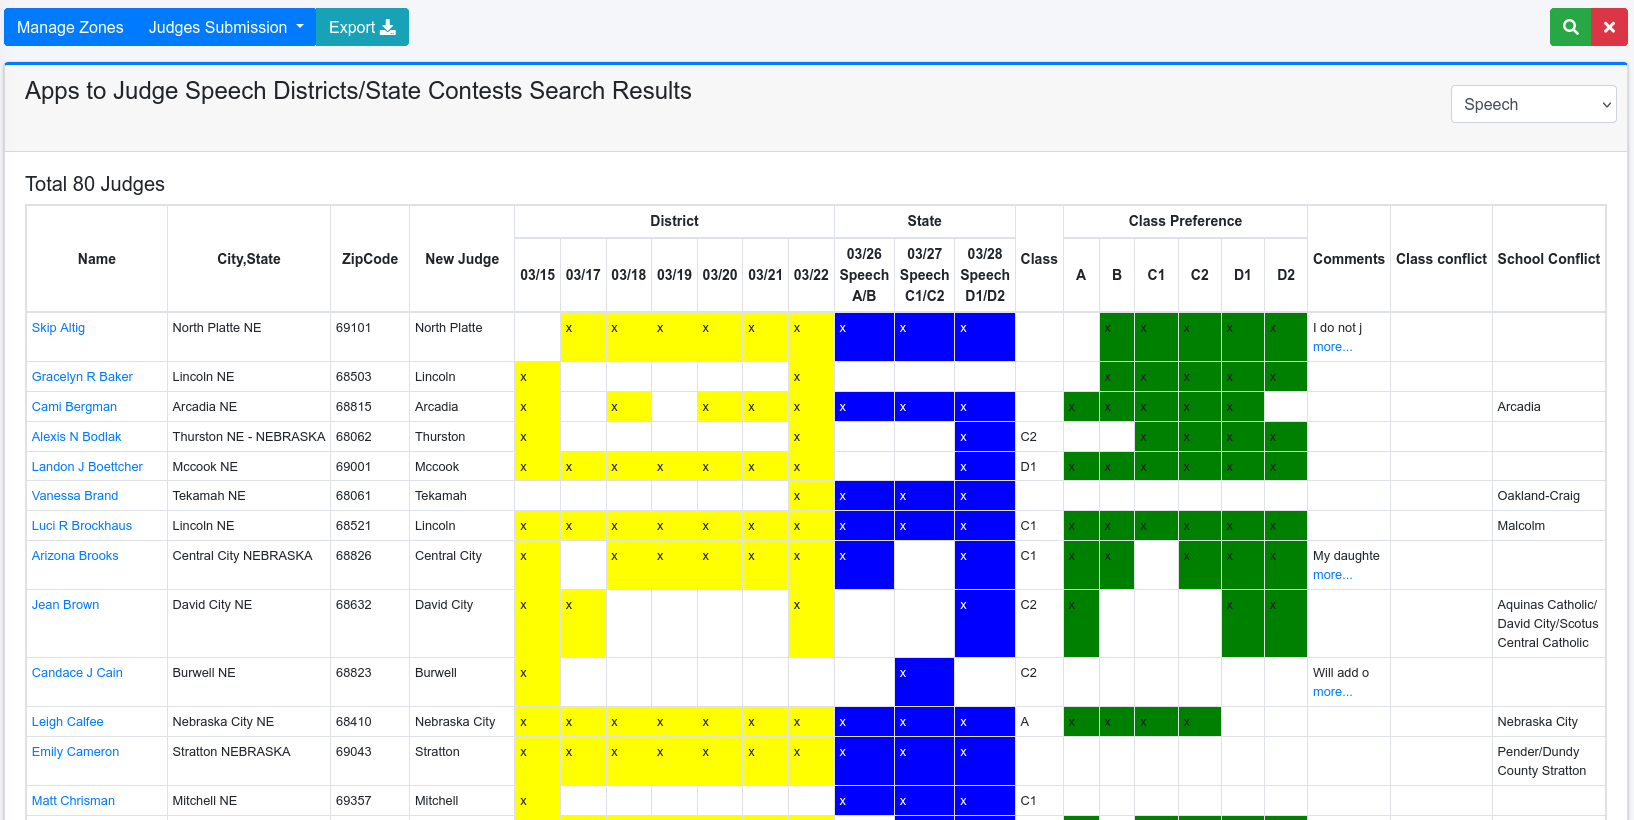 Manage Zones Judges Submission Export
Apps to Judge Speech Districts/State Contests Search Results
Speech
Total 80 Judges
District State Class Preference
Name City,State ZipCode New Judge 03/15 03/17 03/18 03/19 03/20 03/21 03/22 03/26 Speech A/B 03/27 Speech C1/C2 03/28 Speech D1/D2 Class A B C1 C2 D1 D2 Comments Class conflict School Conflict
Skip Altig North Platte NE 69101 North Platte x x x x x x x x x x x x x x I do not j
more...
Gracelyn R Baker Lincoln NE 68503 Lincoln x x x x x x x
Cami Bergman Arcadia NE 68815 Arcadia x x x x x x x x x x x x x Arcadia
Alexis N Bodlak Thurston NE - NEBRASKA 68062 Thurston x x x C2 x x x x
Landon J Boettcher Mccook NE 69001 Mccook x x x x x x x x D1 x x x x x x
Vanessa Brand Tekamah NE 68061 Tekamah x x x x Oakland-Craig
Luci R Brockhaus Lincoln NE 68521 Lincoln x x x x x x x x x x C1 x x x x x x Malcolm
Arizona Brooks Central City NEBRASKA 68826 Central City x x x x x x x x C1 x x x x x My daughte
more...
Jean Brown David City NE 68632 David City x x x x C2 x x x Aquinas Catholic/
David City/Scotus
Central Catholic
Candace J Cain Burwell NE 68823 Burwell x x C2 Will add o
more...
Leigh Calfee Nebraska City NE 68410 Nebraska City x x x x x x x x x x A x x x x Nebraska City
Emily Cameron Stratton NEBRASKA 69043 Stratton x x x x x x x x x x Pender/Dundy
County Stratton
Matt Chrisman Mitchell NE 69357 Mitchell x x x x C1